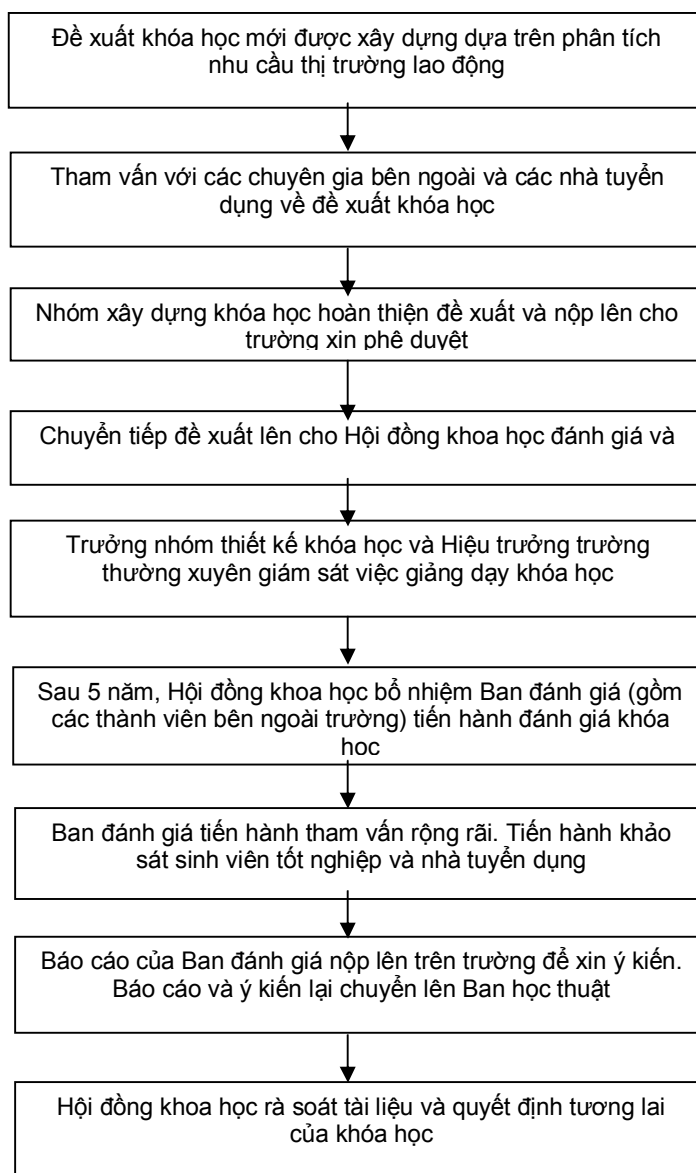 Đề xuất khóa học mới được xây dựng dựa trên phân tích
nhu cầu thị trường lao động
Tham vấn với các chuyên gia bên ngoài và các nhà tuyển
dụng về đề xuất khóa học
Nhóm xây dựng khóa học hoàn thiện đề xuất và nộp lên cho
trường xin phê duyệt
Chuyển tiếp đề xuất lên cho Hội đồng khoa học đánh giá và
Trưởng nhóm thiết kế khóa học và Hiệu trưởng trường
thường xuyên giám sát việc giảng dạy khóa học
Sau 5 năm, Hội đồng khoa học bổ nhiệm Ban đánh giá (gồm
các thành viên bên ngoài trường) tiến hành đánh giá khóa
học
Ban đánh giá tiến hành tham vấn rộng rãi. Tiến hành khảo
sát sinh viên tốt nghiệp và nhà tuyển dụng
Báo cáo của Ban đánh giá nộp lên trên trường để xin ý kiến.
Báo cáo và ý kiến lại chuyển lên Ban học thuật
Hội đồng khoa học rà soát tài liệu và quyết định tương lai
của khóa học